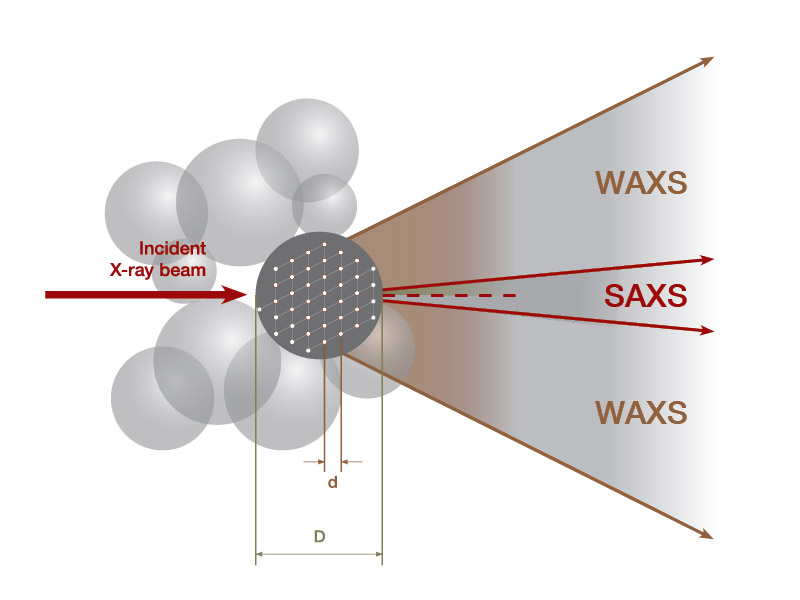 WAXS
Incident
X-ray beam
SAXS
WAXS
d
D